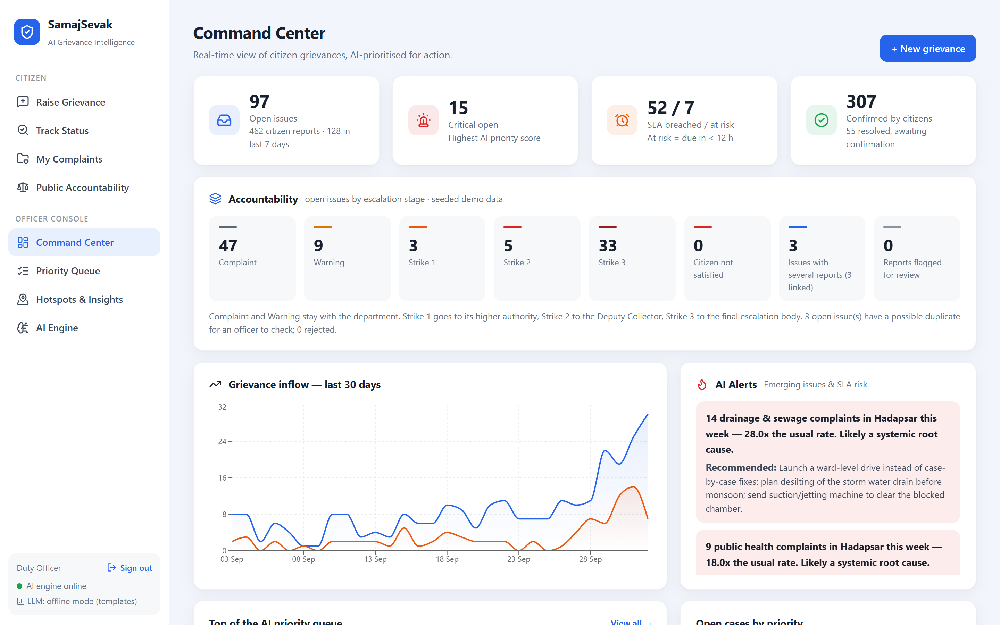 SamajSevak
AI Grievance Intelligence
CITIZEN
Raise Grievance
Track Status
My Complaints
Public Accountability
OFFICER CONSOLE
Command Center
Priority Queue
Hotspots & Insights
AI Engine
Duty Officer
Sign out
AI engine online
LLM: offline mode (templates)
Command Center
Real-time view of citizen grievances, AI-prioritised for action.
+ New grievance
97
Open issues
462 citizen reports · 128 in
last 7 days
15
Critical open
Highest AI priority score
52 / 7
SLA breached / at risk
At risk = due in < 12 h
307
Confirmed by citizens
55 resolved, awaiting
confirmation
Accountability open issues by escalation stage · seeded demo data
47
Complaint
9
Warning
3
Strike 1
5
Strike 2
33
Strike 3
0
Citizen not
satisfied
3
Issues with
several reports (3
linked)
0
Reports flagged
for review
Complaint and Warning stay with the department. Strike 1 goes to its higher authority, Strike 2 to the Deputy Collector, Strike 3 to the final escalation body. 3 open issue(s) have a possible duplicate
for an officer to check; 0 rejected.
Grievance inflow — last 30 days
32
24
16
8
0
03 Sep
08 Sep
13 Sep
18 Sep
23 Sep
28 Sep
AI Alerts Emerging issues & SLA risk
14 drainage & sewage complaints in Hadapsar this
week — 28.0x the usual rate. Likely a systemic root
cause.
Recommended: Launch a ward-level drive instead of case-
by-case fixes: plan desilting of the storm water drain before
monsoon; send suction/jetting machine to clear the blocked
chamber.
9 public health complaints in Hadapsar this week —
18.0x the usual rate. Likely a systemic root cause.
Top of the AI priority queue
View all →
Open cases by priority